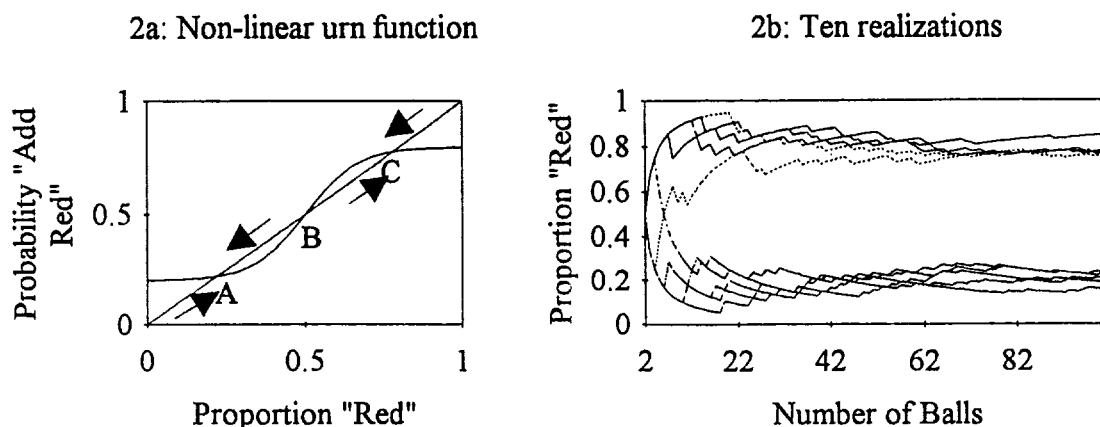 2a: Non-linear urn function
Probability "Add
Red"
1
0.5
0
A
B
C
0
0.5
1
Proportion "Red"
2b: Ten realizations
Proportion "Red"
1
0.8
0.6
0.4
0.2
0
2
22
42
62
82
Number of Balls